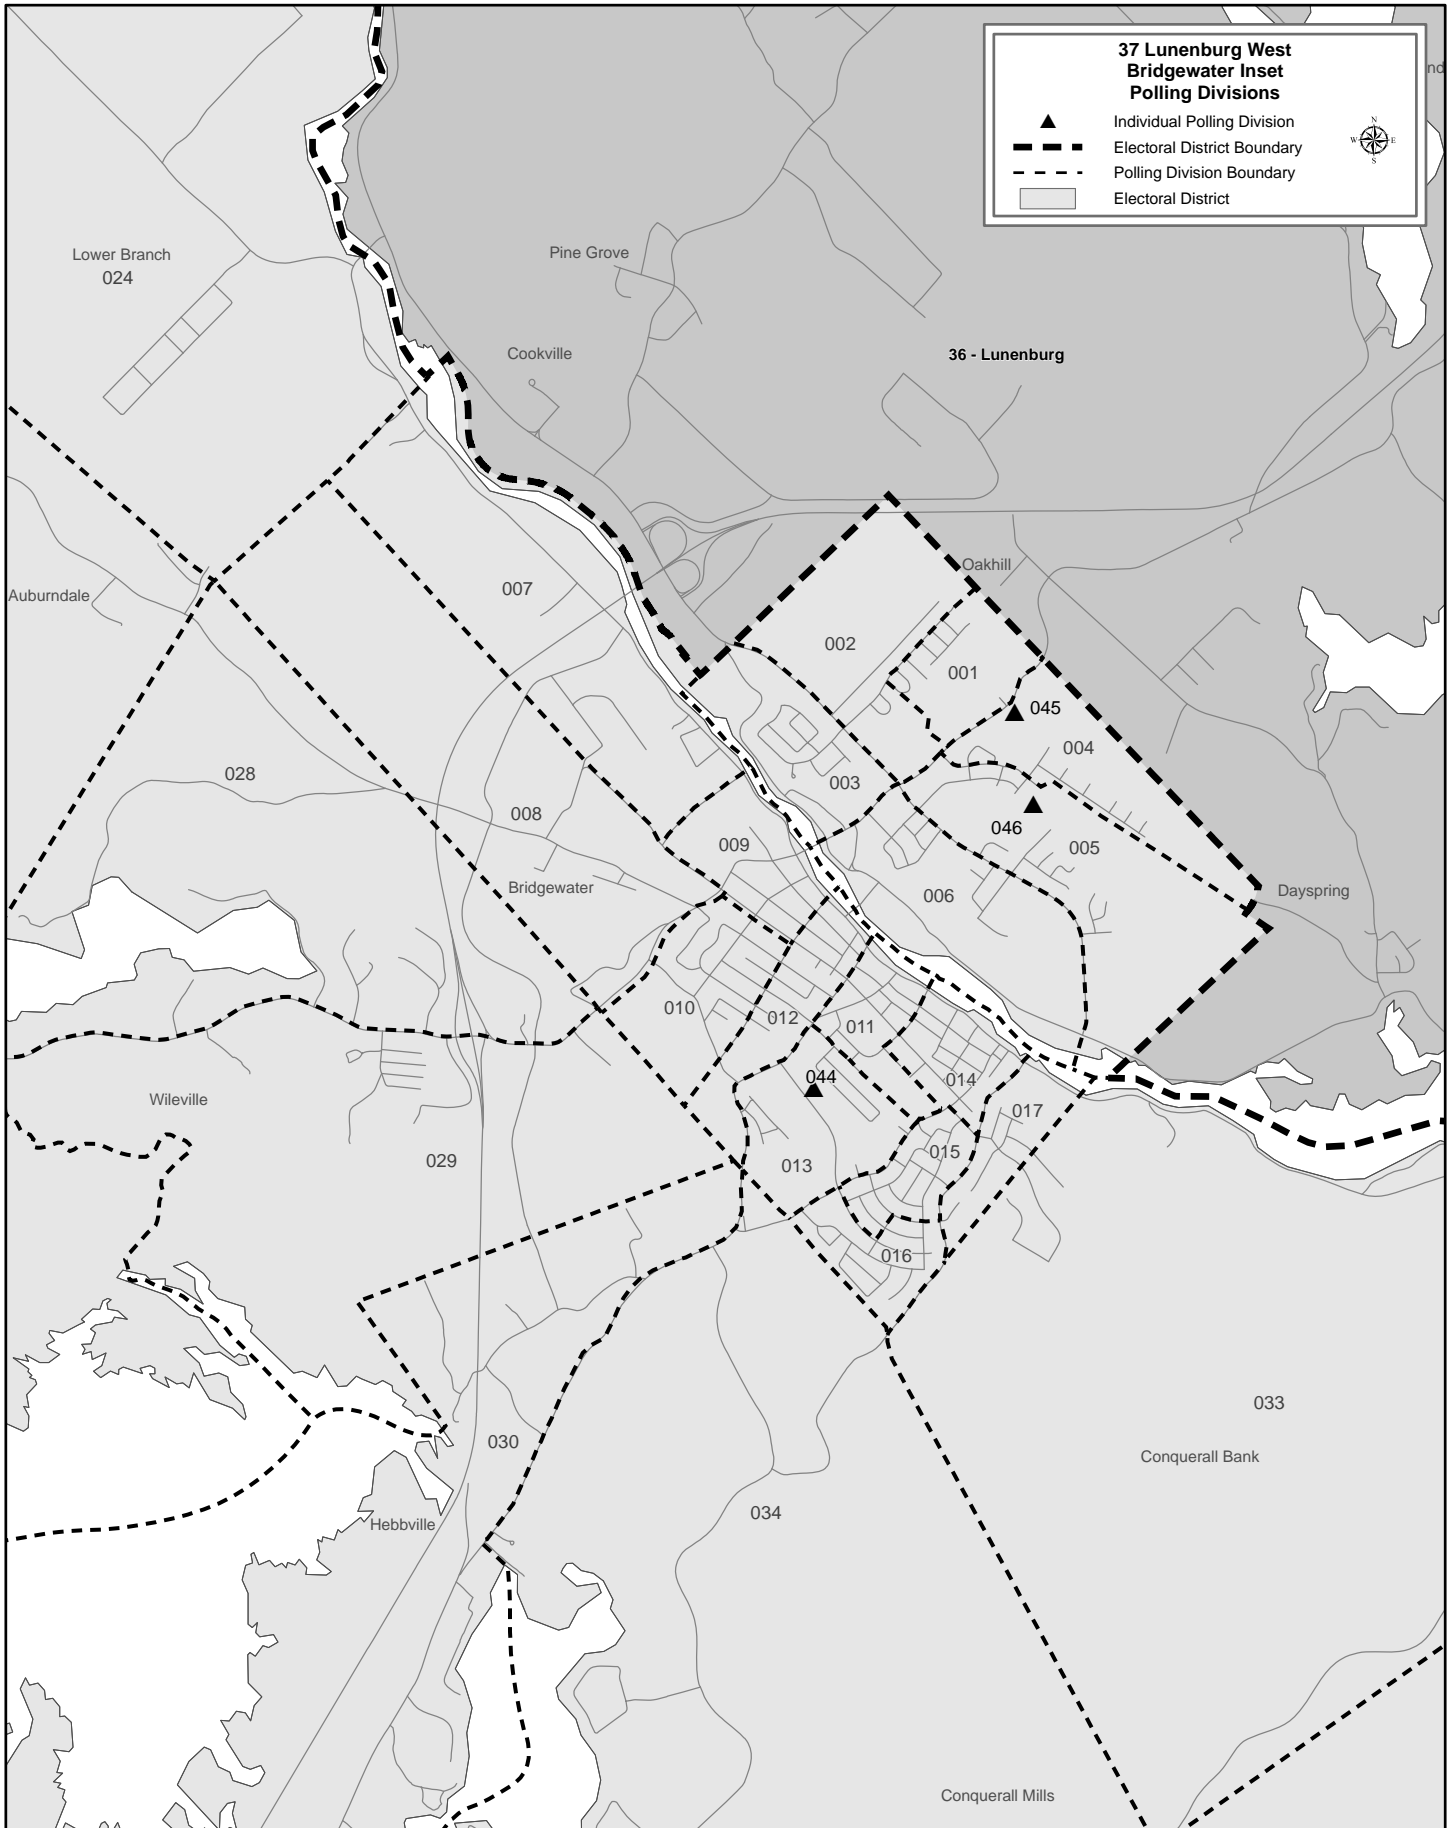 37 Lunenburg West
Bridgewater Inset
Polling Divisions
Individual Polling Division
Electoral District Boundary
Polling Division Boundary
Electoral District
N
W E
S
nd
Lower Branch
024
Pine Grove
Cookville
36 - Lunenburg
Oakhill
Auburndale
007
002
001
045
004
028
003
008
046
005
009
Bridgewater
006
Dayspring
010
012
011
044
014
Wileville
017
029
013
015
016
033
030
Conquerall Bank
034
Hebbville
Conquerall Mills